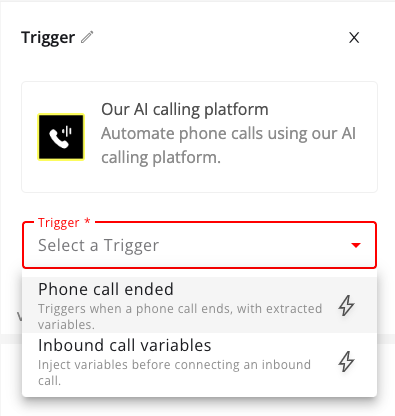 Trigger
Our AI calling platform
Automate phone calls using our AI
calling platform.
Trigger *
Select a Trigger
Phone call ended
Triggers when a phone call ends, with extracted
variables.
Inbound call variables
Inject variables before connecting an inbound
call.